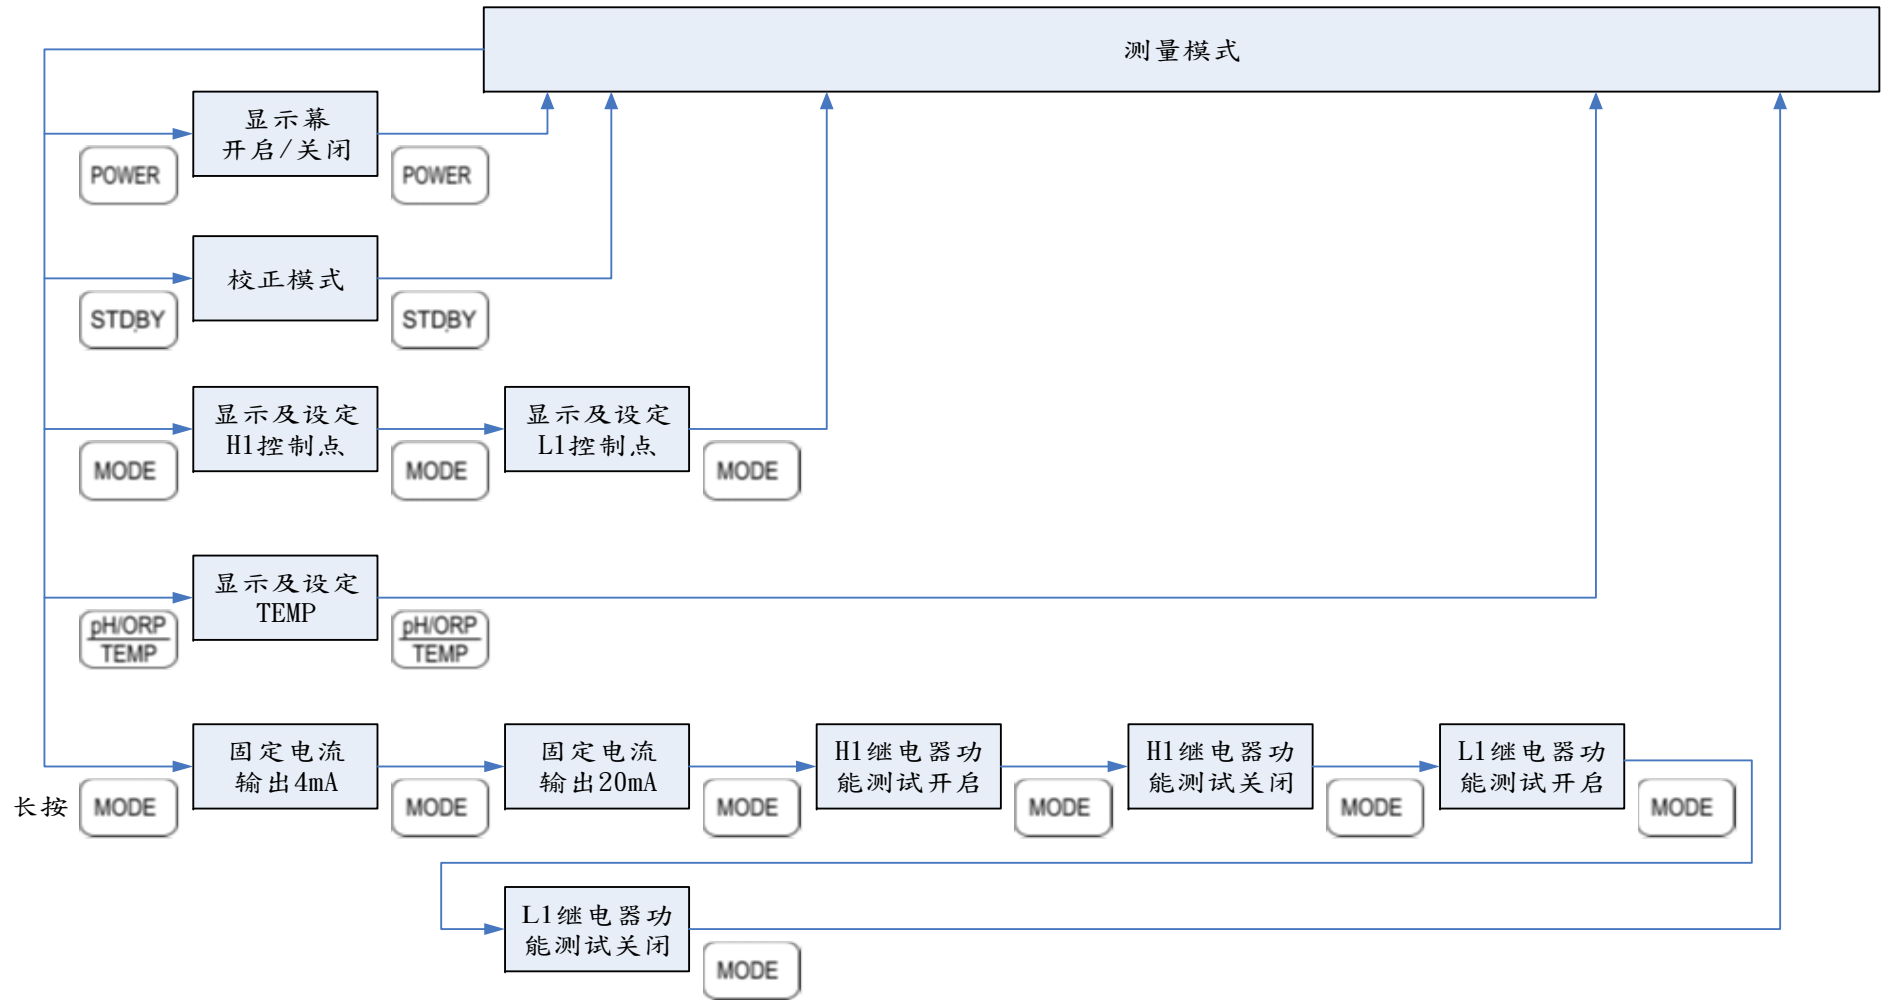 测量模式
显示幕
开启/关闭
POWER
POWER
校正模式
STDBY
STDBY
显示及设定
H1控制点
显示及设定
L1控制点
MODE
MODE
MODE
显示及设定
TEMP
pH/ORP
TEMP
pH/ORP
TEMP
固定电流
输出4mA
固定电流
输出20mA
H1继电器功
能测试开启
H1继电器功
能测试关闭
L1继电器功
能测试开启
长按 MODE
MODE
MODE
MODE
MODE
MODE
L1继电器功
能测试关闭
MODE